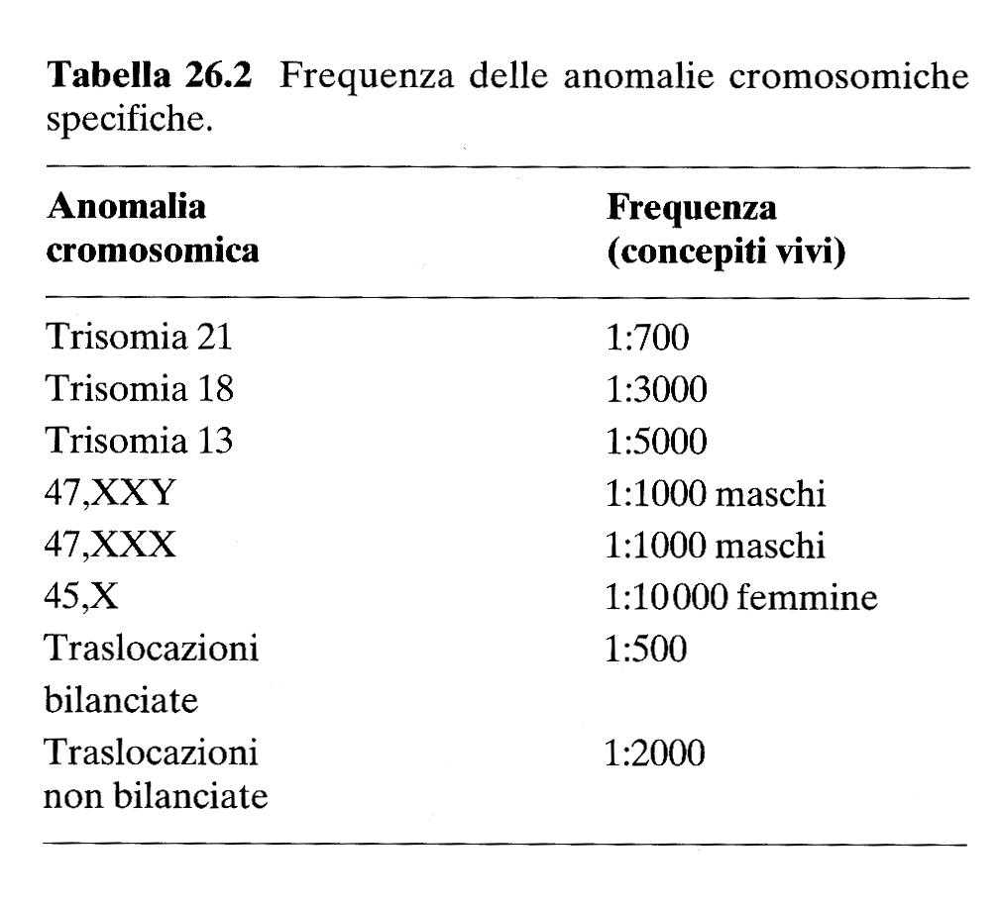 Tabella 26.2 Frequenza delle anomalie cromosomiche
specifiche.
Anomalia Frequenza
cromosomica (concepiti vivi)
Trisomia 21 1:700
Trisomia 18 1:3000
Trisomia 13 1:5000
47,XXY 1:1000 maschi
47,XXX 1:1000 maschi
45,X 1:10000 femmine
Traslocazioni 1:500
bilanciate
Traslocazioni 1:2000
non bilanciate